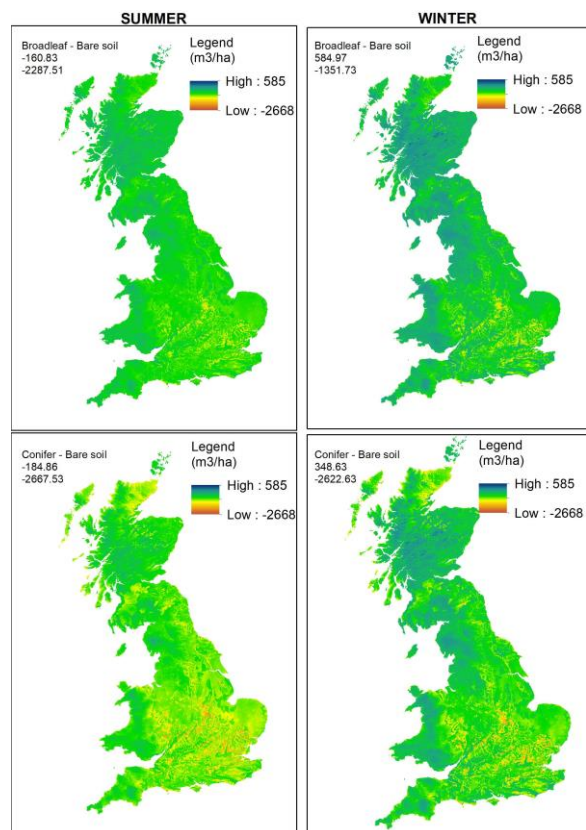 SUMMER
WINTER
Broadleaf - Bare soil
-160.83
-2287.51
Legend
(m3/ha)
High : 585
Low : -2668
Broadleaf - Bare soil
584.97
-1351.73
Legend
(m3/ha)
High : 585
Low : -2668
Conifer - Bare soil
-184.86
-2667.53
Legend
(m3/ha)
High : 585
Low : -2668
Conifer - Bare soil
348.63
-2622.63
Legend
(m3/ha)
High : 585
Low : -2668